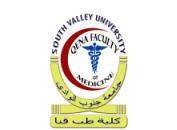 SOUTH VALLEY UNIVERSITY
QENA FACULTY
OF
MEDICINE
جامعة جنوب الوادي
كلية طب قنا